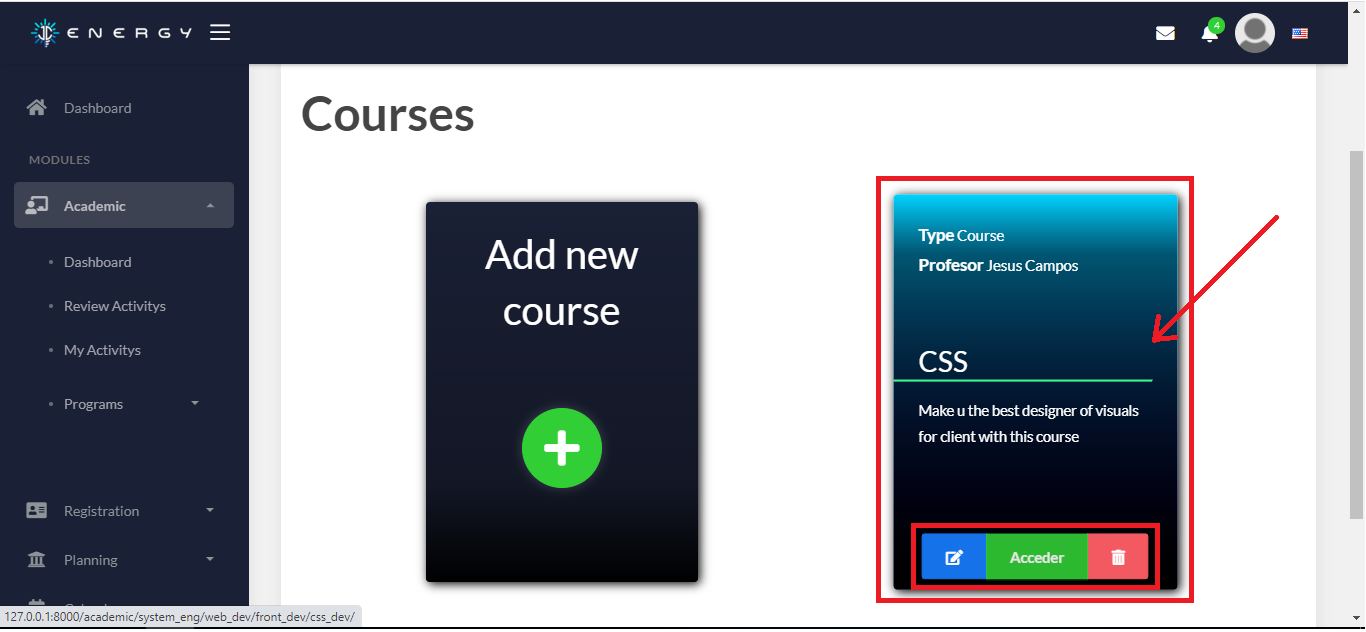 JC ENERGY
4
Dashboard
MODULES
Academic
Dashboard
Review Activitys
My Activitys
Programs
Registration
Planning
Courses
Add new
course
Type Course
Profesor Jesus Campos
CSS
Make u the best designer of visuals
for client with this course
Acceder
127.0.0.1:8000/academic/system_eng/web_dev/front_dev/css_dev/